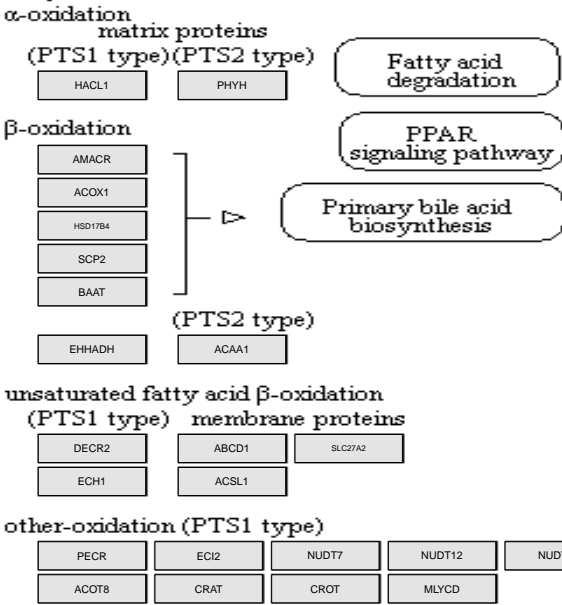 α-oxidation
matrix proteins
(PTS1 type)(PTS2 type)
HACL1 PHYH
Fatty acid
degradation
β-oxidation
PPAR
signaling pathway
AMACR
ACOX1
HSD17B4
SCP2
BAAT
Primary bile acid
biosynthesis
(PTS2 type)
EHHADH ACAA1
unsaturated fatty acid β-oxidation
(PTS1 type) membrane proteins
DECR2 ABCD1 SLC27A2
ECH1 ACSL1
other-oxidation (PTS1 type)
PECR ECI2 NUDT7 NUDT12
ACOT8 CRAT CROT MLYCD